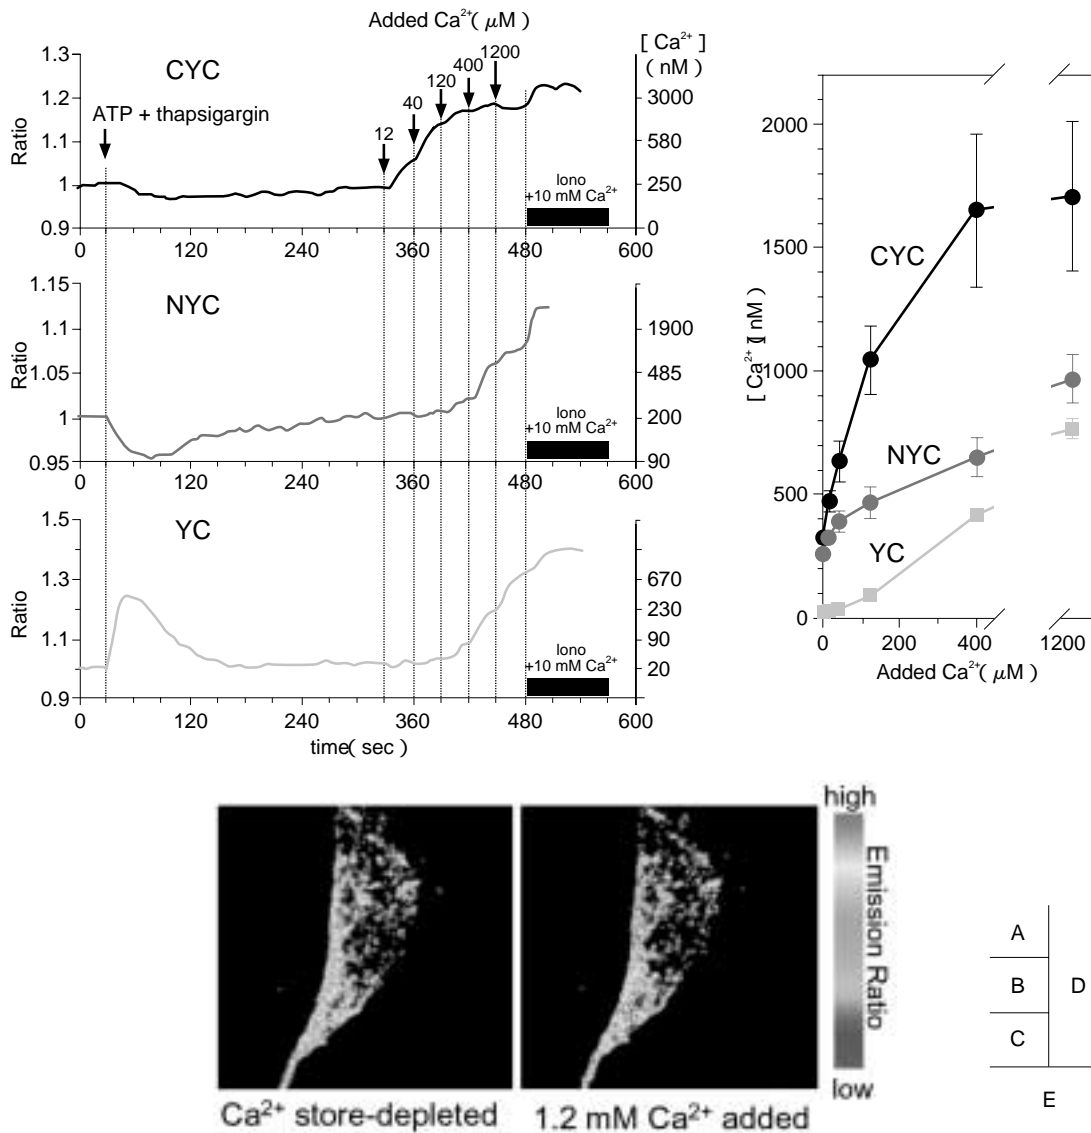 Added Ca²⁺( μM )
[ Ca²⁺ ]
( nM )
CYC
ATP + thapsigargin
12
40
120
400
1200
Ratio
1.3
1.2
1.1
1
0.9
3000
580
250
0
Iono
+10 mM Ca²⁺
0 120 240 360 480 600
NYC
Ratio
1.15
1.10
1.05
1
0.95
1900
485
200
90
Iono
+10 mM Ca²⁺
0 120 240 360 480 600
YC
Ratio
1.5
1.3
1.1
0.9
670
230
90
20
Iono
+10 mM Ca²⁺
0 120 240 360 480 600
time( sec )
[ Ca²⁺ ]( nM )
2000
1500
1000
500
0
CYC
NYC
YC
0 200 400 1200
Added Ca²⁺( μM )
high
Emission Ratio
low
Ca²⁺ store-depleted
1.2 mM Ca²⁺ added
A
B
C
D
E